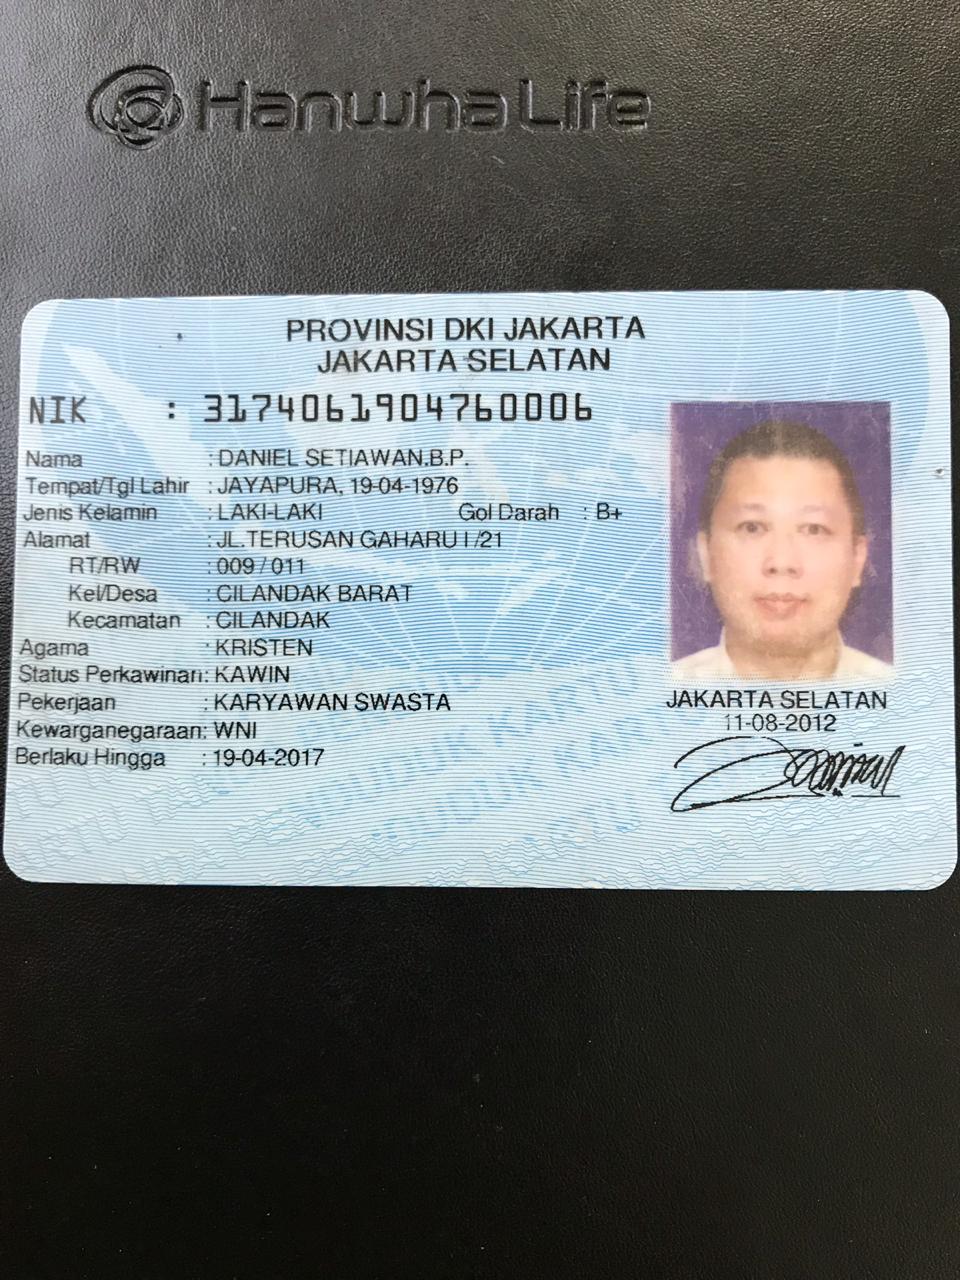 Hanwha Life
PROVINSI DKI JAKARTA
JAKARTA SELATAN
NIK : 3174061904760006
Nama : DANIEL SETIAWAN.B.P.
Tempat/Tgl Lahir : JAYAPURA, 19-04-1976
Jenis Kelamin : LAKI-LAKI Gol Darah : B+
Alamat : JL.TERUSAN GAHARU I /21
RT/RW : 009 / 011
Kel/Desa : CILANDAK BARAT
Kecamatan : CILANDAK
Agama : KRISTEN
Status Perkawinan: KAWIN
Pekerjaan : KARYAWAN SWASTA
Kewarganegaraan: WNI
Berlaku Hingga : 19-04-2017
JAKARTA SELATAN
11-08-2012